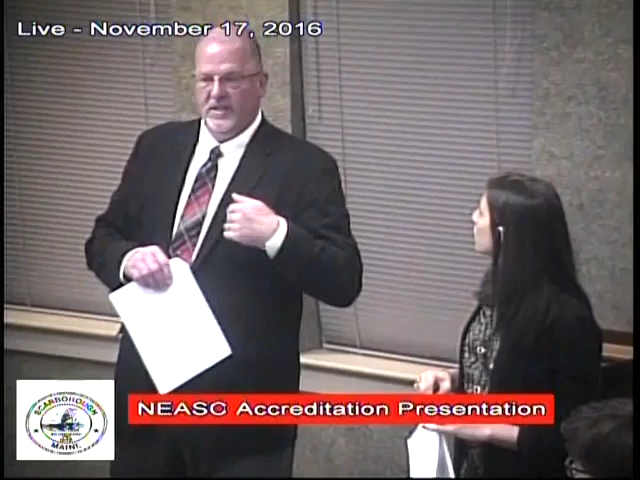 Live - November 17, 2016
NEASC Accreditation Presentation
SCARBOROUGH
MAINE